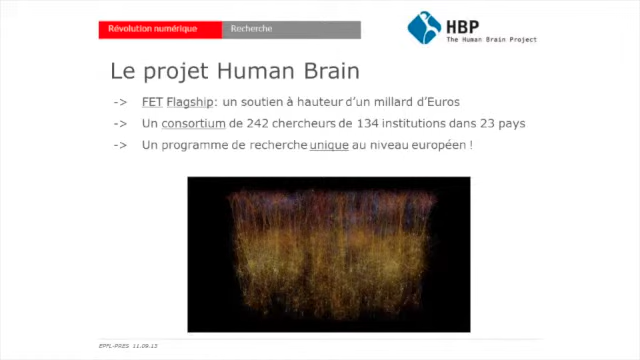 Révolution numérique
Recherche
HBP
The Human Brain Project
Le projet Human Brain
-> FET Flagship: un soutien à hauteur d'un millard d'Euros
-> Un consortium de 242 chercheurs de 134 institutions dans 23 pays
-> Un programme de recherche unique au niveau européen !
EPFL-PRES 11.09.13